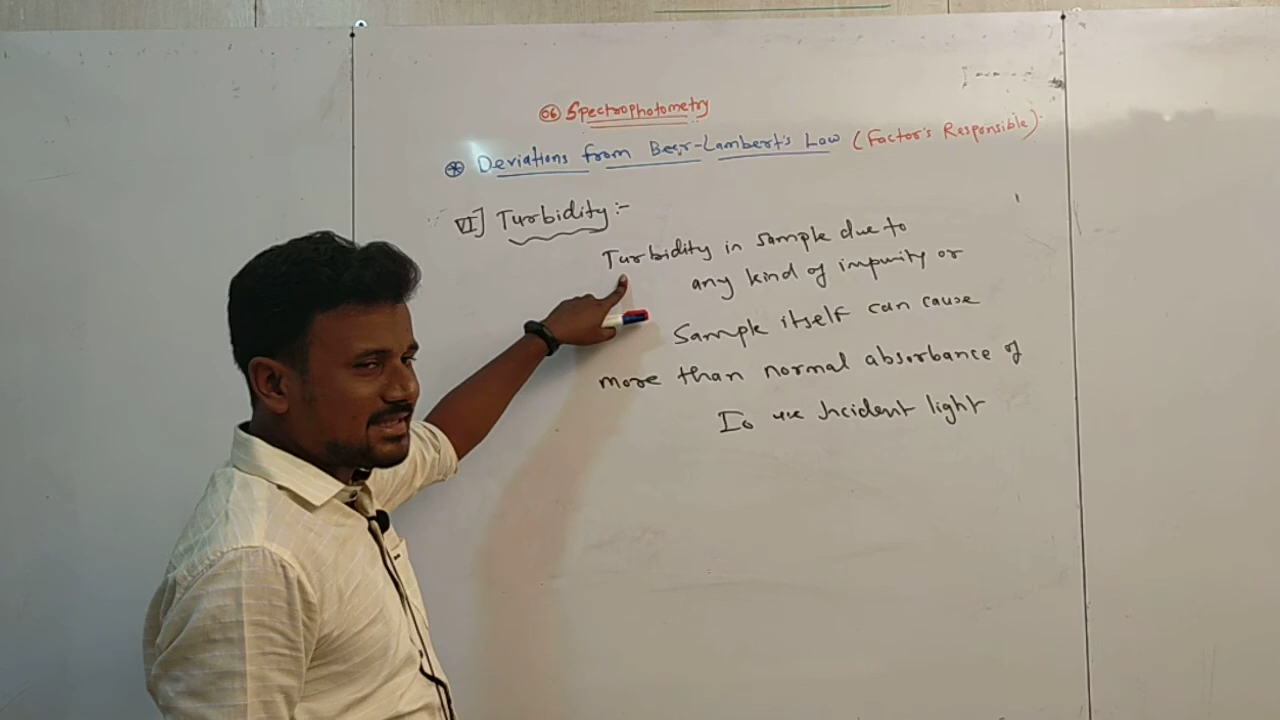 06 Spectrophotometry
* Deviations from Beer-Lambert's Law (Factor's Responsible).
VI] Turbidity :-
Turbidity in sample due to
any kind of impurity or
Sample itself can cause
more than normal absorbance of
Io incident light